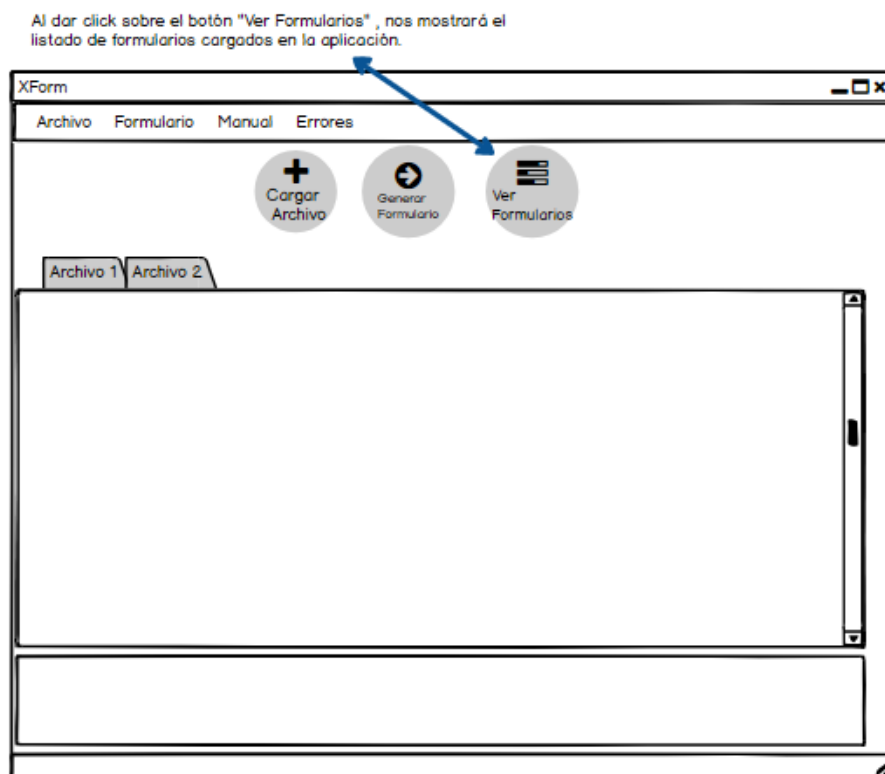 Al dar click sobre el botón "Ver Formularios" , nos mostrará el
listado de formularios cargados en la aplicación.
XForm
Archivo Formulario Manual Errores
Cargar
Archivo
Generar
Formulario
Ver
Formularios
Archivo 1 Archivo 2